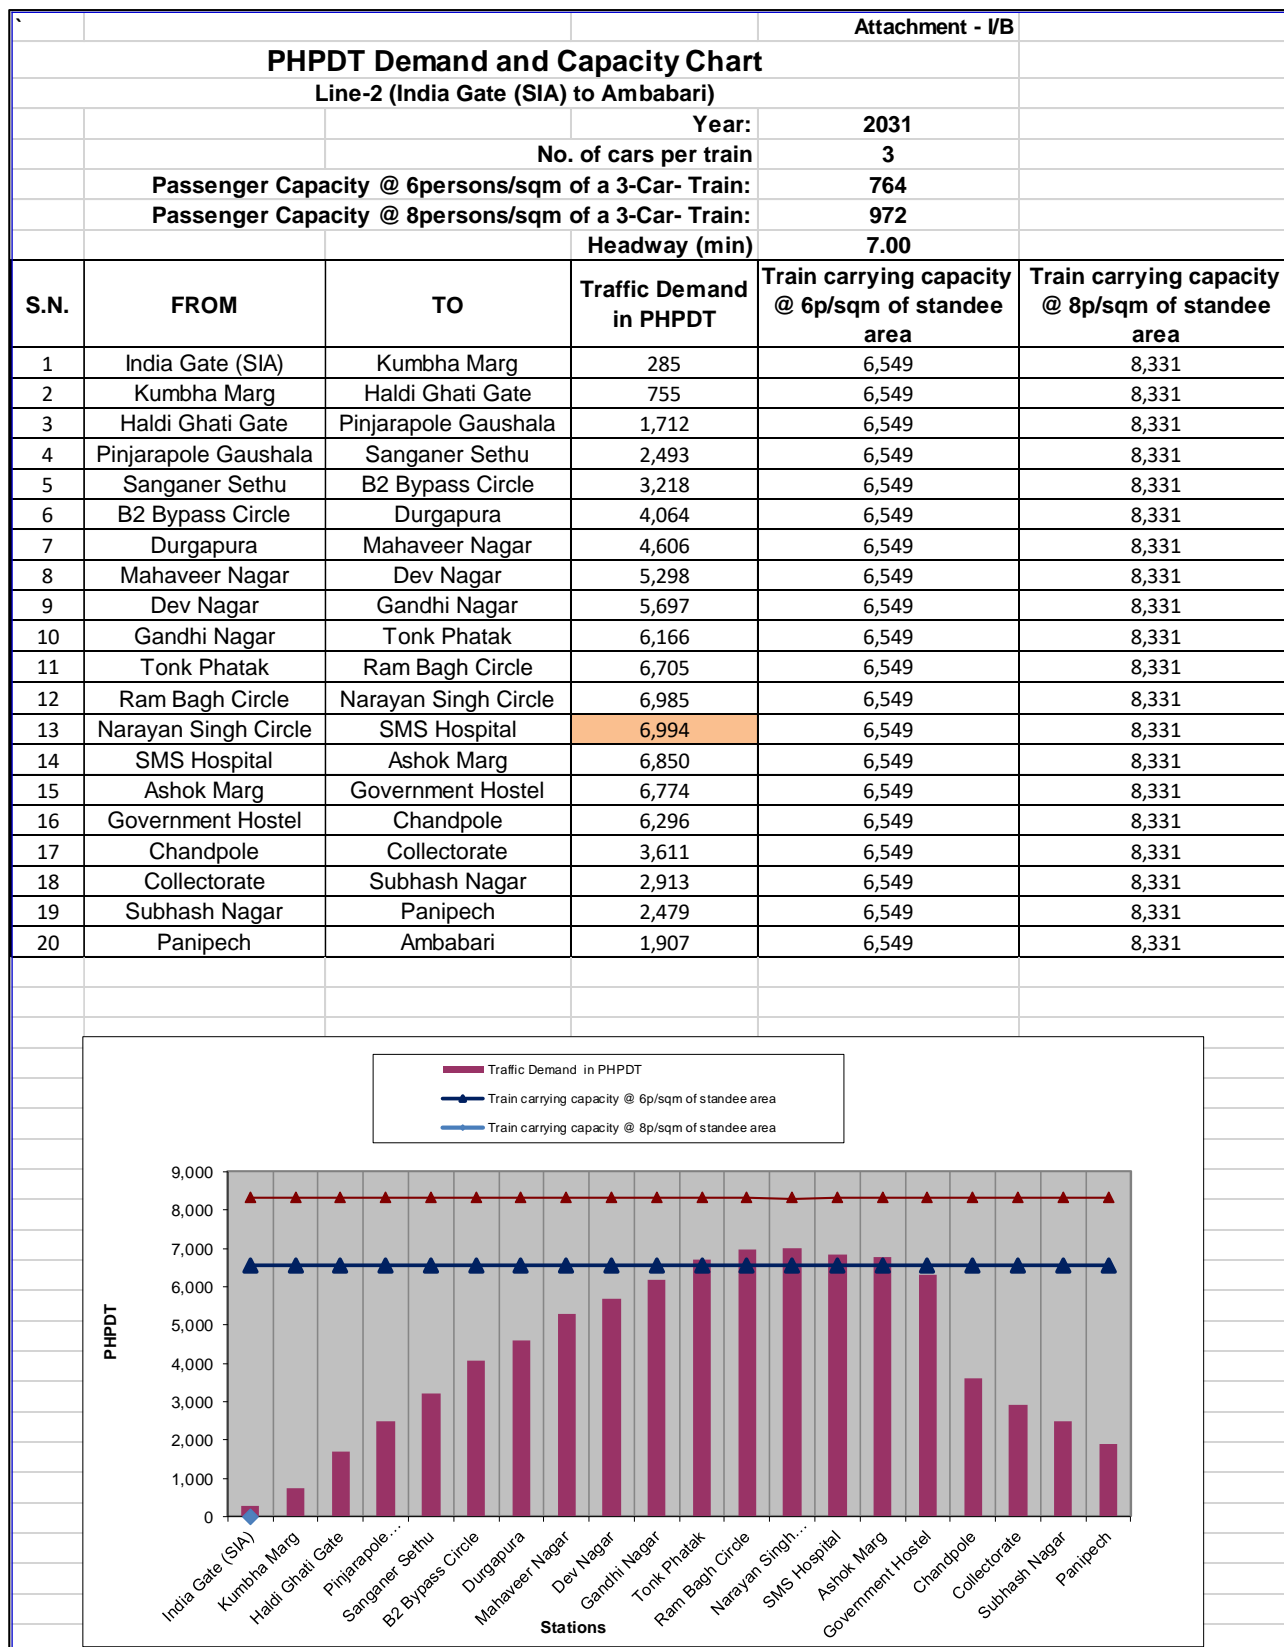 `
Attachment - I/B
PHPDT Demand and Capacity Chart
Line-2 (India Gate (SIA) to Ambabari)
Year: 2031
No. of cars per train 3
Passenger Capacity @ 6persons/sqm of a 3-Car- Train: 764
Passenger Capacity @ 8persons/sqm of a 3-Car- Train: 972
Headway (min) 7.00
S.N. FROM TO Traffic Demand in PHPDT Train carrying capacity @ 6p/sqm of standee area Train carrying capacity @ 8p/sqm of standee area
1 India Gate (SIA) Kumbha Marg 285 6,549 8,331
2 Kumbha Marg Haldi Ghati Gate 755 6,549 8,331
3 Haldi Ghati Gate Pinjarapole Gaushala 1,712 6,549 8,331
4 Pinjarapole Gaushala Sanganer Sethu 2,493 6,549 8,331
5 Sanganer Sethu B2 Bypass Circle 3,218 6,549 8,331
6 B2 Bypass Circle Durgapura 4,064 6,549 8,331
7 Durgapura Mahaveer Nagar 4,606 6,549 8,331
8 Mahaveer Nagar Dev Nagar 5,298 6,549 8,331
9 Dev Nagar Gandhi Nagar 5,697 6,549 8,331
10 Gandhi Nagar Tonk Phatak 6,166 6,549 8,331
11 Tonk Phatak Ram Bagh Circle 6,705 6,549 8,331
12 Ram Bagh Circle Narayan Singh Circle 6,985 6,549 8,331
13 Narayan Singh Circle SMS Hospital 6,994 6,549 8,331
14 SMS Hospital Ashok Marg 6,850 6,549 8,331
15 Ashok Marg Government Hostel 6,774 6,549 8,331
16 Government Hostel Chandpole 6,296 6,549 8,331
17 Chandpole Collectorate 3,611 6,549 8,331
18 Collectorate Subhash Nagar 2,913 6,549 8,331
19 Subhash Nagar Panipech 2,479 6,549 8,331
20 Panipech Ambabari 1,907 6,549 8,331
Traffic Demand in PHPDT
Train carrying capacity @ 6p/sqm of standee area
Train carrying capacity @ 8p/sqm of standee area
9,000
8,000
7,000
6,000
5,000
4,000
3,000
2,000
1,000
0
PHPDT
India Gate (SIA)
Kumbha Marg
Haldi Ghati Gate
Pinjarapole…
Sanganer Sethu
B2 Bypass Circle
Durgapura
Mahaveer Nagar
Dev Nagar
Gandhi Nagar
Tonk Phatak
Ram Bagh Circle
Narayan Singh…
SMS Hospital
Ashok Marg
Government Hostel
Chandpole
Collectorate
Subhash Nagar
Panipech
Stations